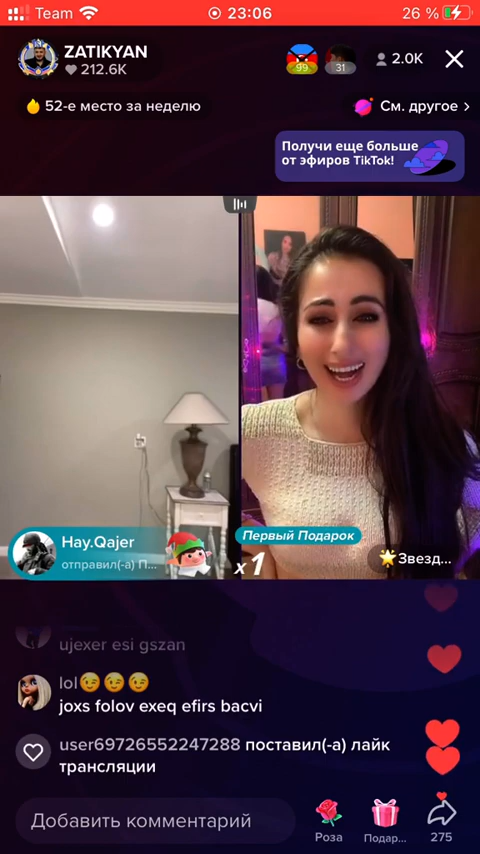 Team 23:06 26 %
ZATIKYAN
212.6K
99
31
2.0K
52-е место за неделю
См. другое >
Получи еще больше
от эфиров TikTok!
Hay.Qajer
отправил(-а) П...
Первый Подарок
x1
Звезд...
ujexer esi gszan
lol😉😉😉
joxs folov exeq efirs bacvi
user69726552247288 поставил(-а) лайк
трансляции
Добавить комментарий
Роза
Подар...
275